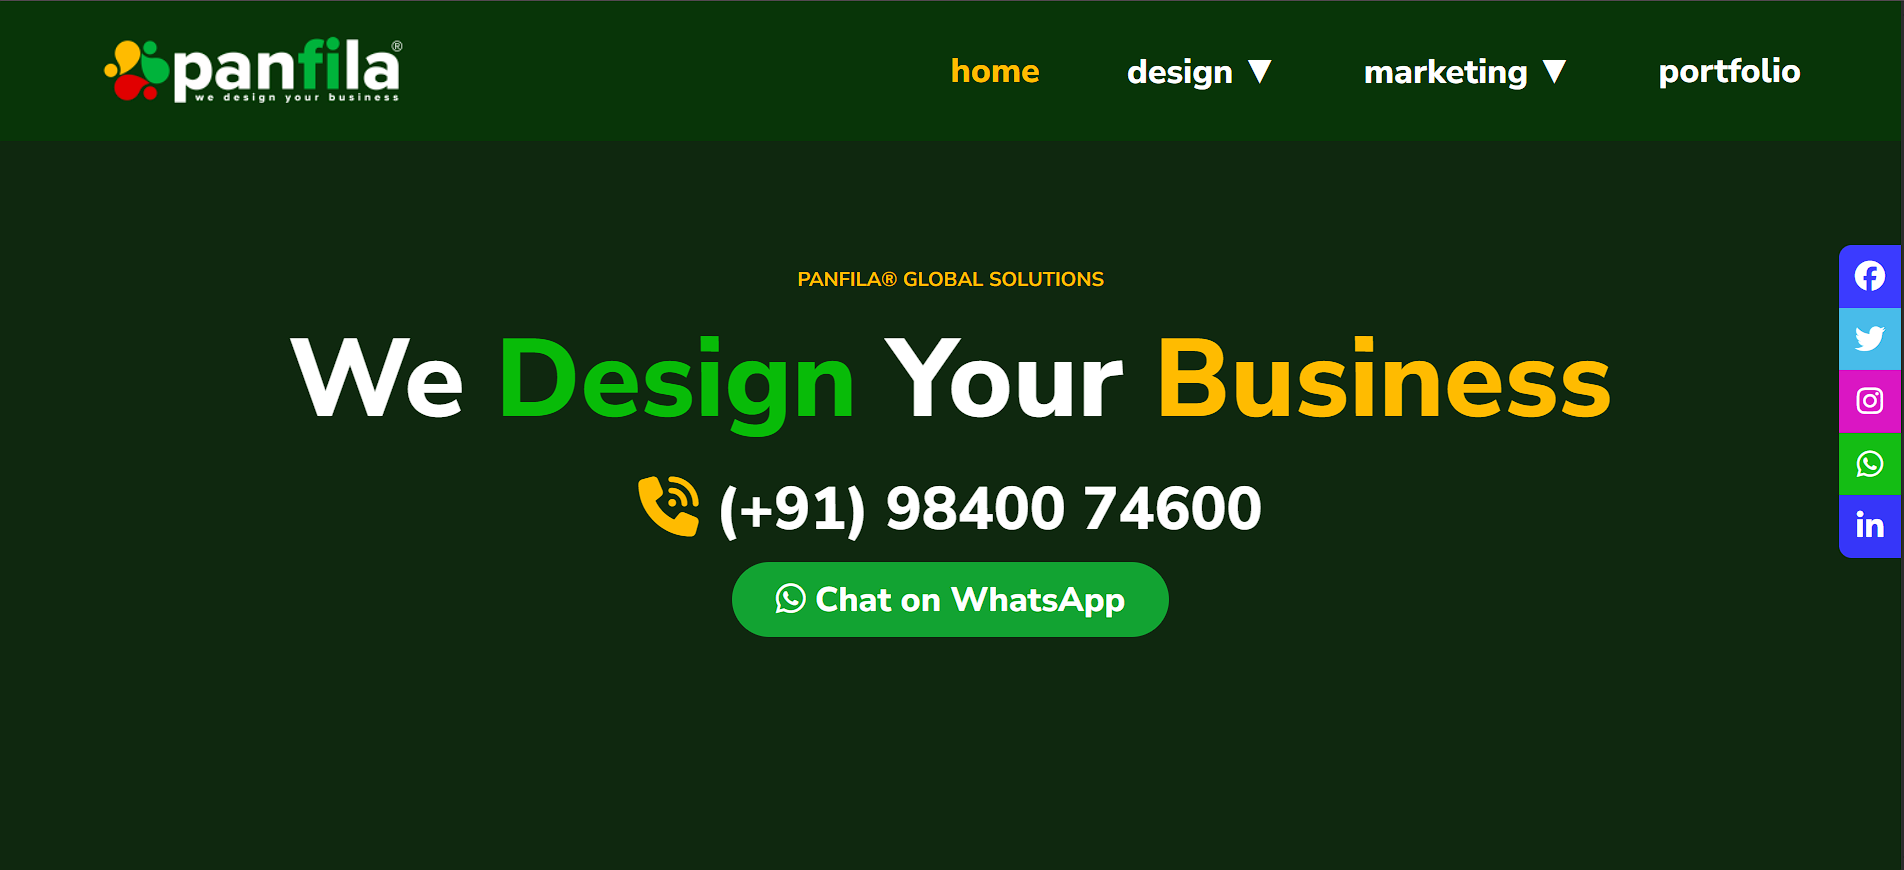 panfila®
we design your business
home design ▼ marketing ▼ portfolio
PANFILA® GLOBAL SOLUTIONS
We Design Your Business
(+91) 98400 74600
Chat on WhatsApp